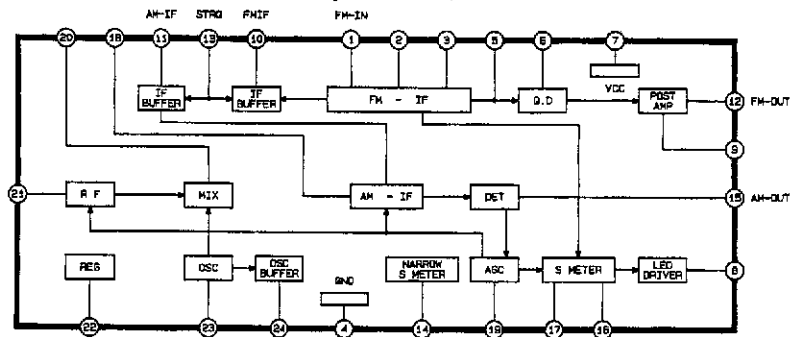 AM-IF STRQ FMIF FM-IN
20 18 11 13 10 1 2 3 5 6 7
IF BUFFER IF BUFFER FM - IF Q.D VCC POST AMP 12 FM-OUT
9
21 R F MIX AM - IF DET 15 AM-OUT
REG OSC OSC BUFFER GND NARROW S METER AGC S METER LED DRIVER 8
22 23 24 4 14 19 17 16